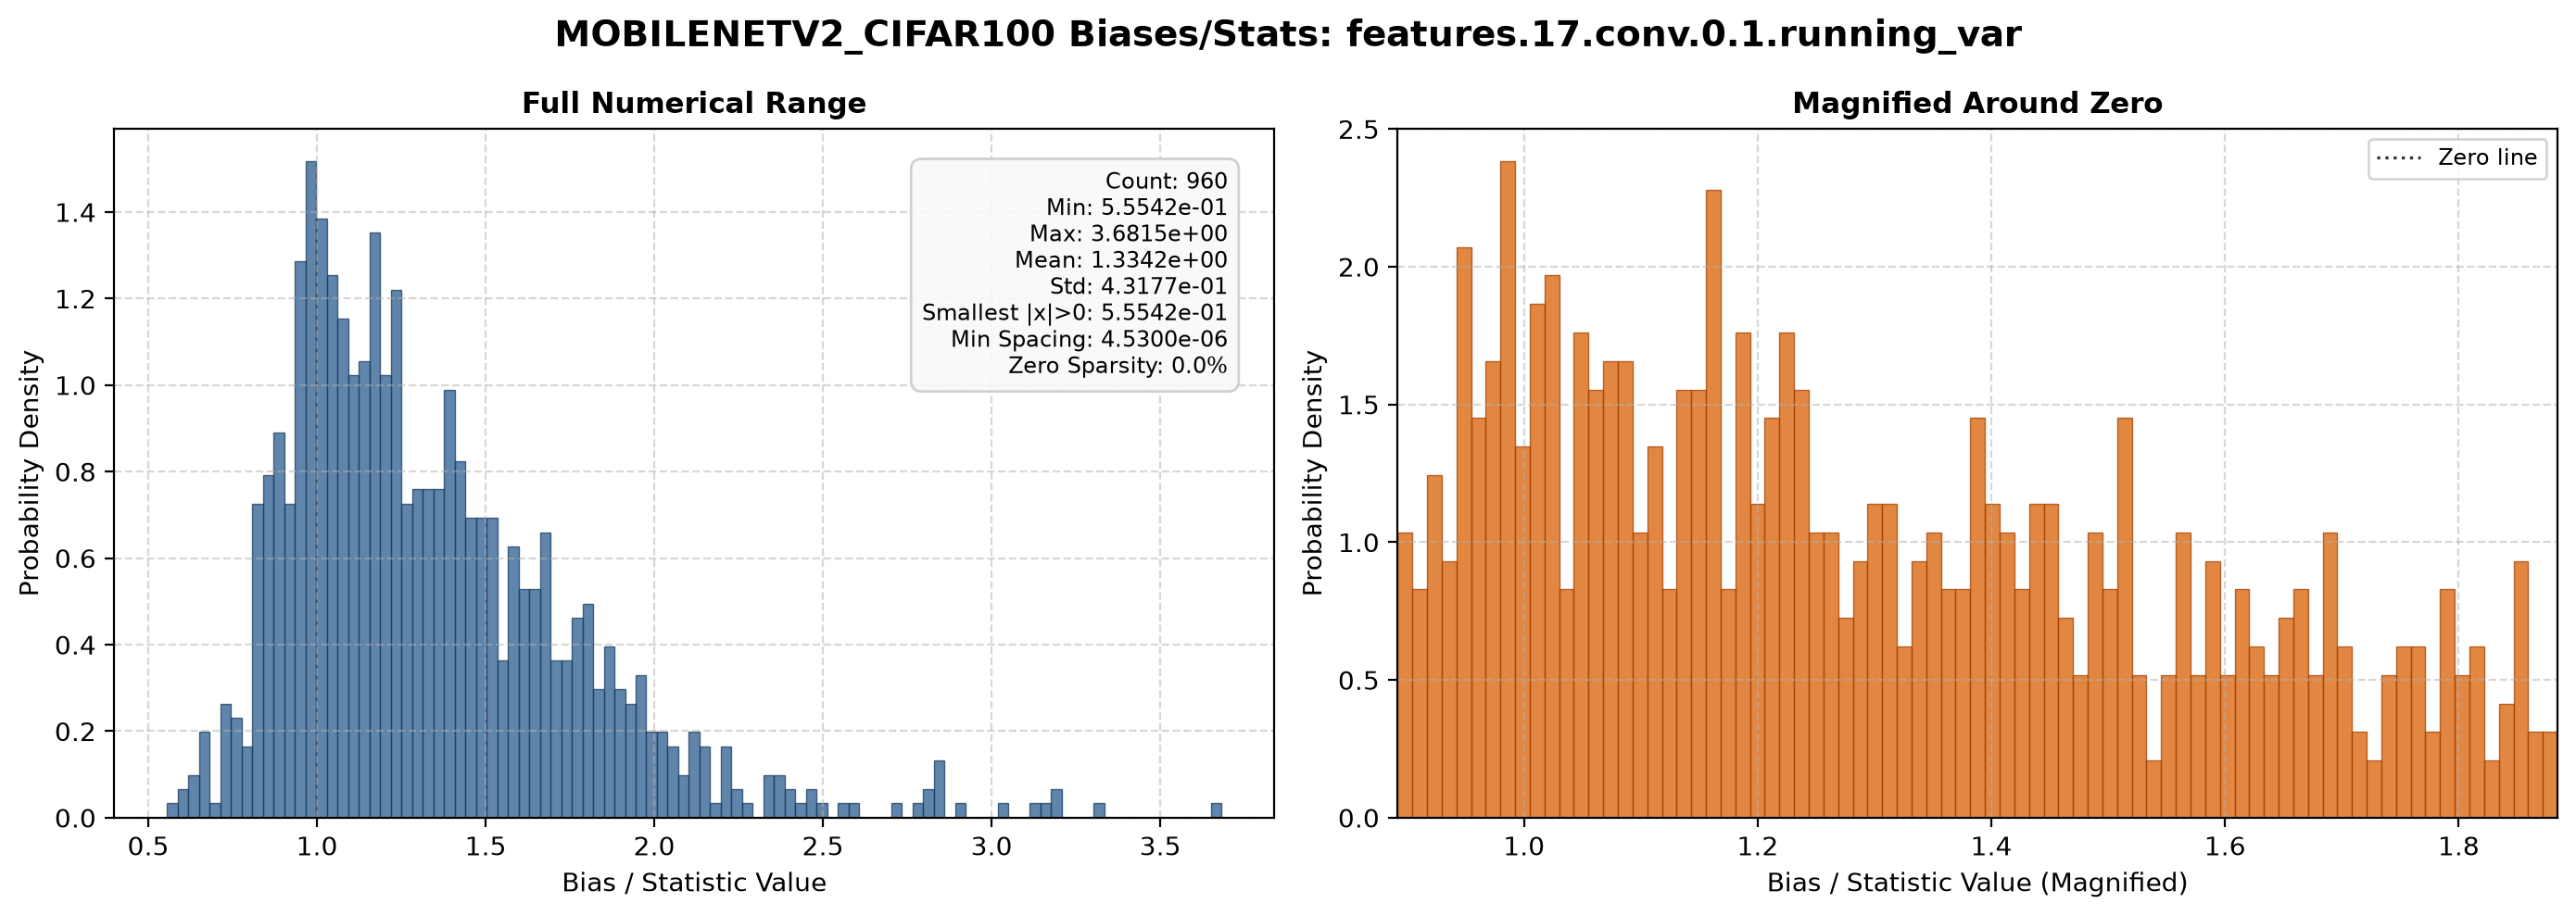 MOBILENETV2_CIFAR100 Biases/Stats: features.17.conv.0.1.running_var
Full Numerical Range
Probability Density
0.0
0.2
0.4
0.6
0.8
1.0
1.2
1.4
Count: 960
Min: 5.5542e-01
Max: 3.6815e+00
Mean: 1.3342e+00
Std: 4.3177e-01
Smallest |x|>0: 5.5542e-01
Min Spacing: 4.5300e-06
Zero Sparsity: 0.0%
0.5 1.0 1.5 2.0 2.5 3.0 3.5
Bias / Statistic Value
Magnified Around Zero
Probability Density
0.0
0.5
1.0
1.5
2.0
2.5
Zero line
1.0 1.2 1.4 1.6 1.8
Bias / Statistic Value (Magnified)